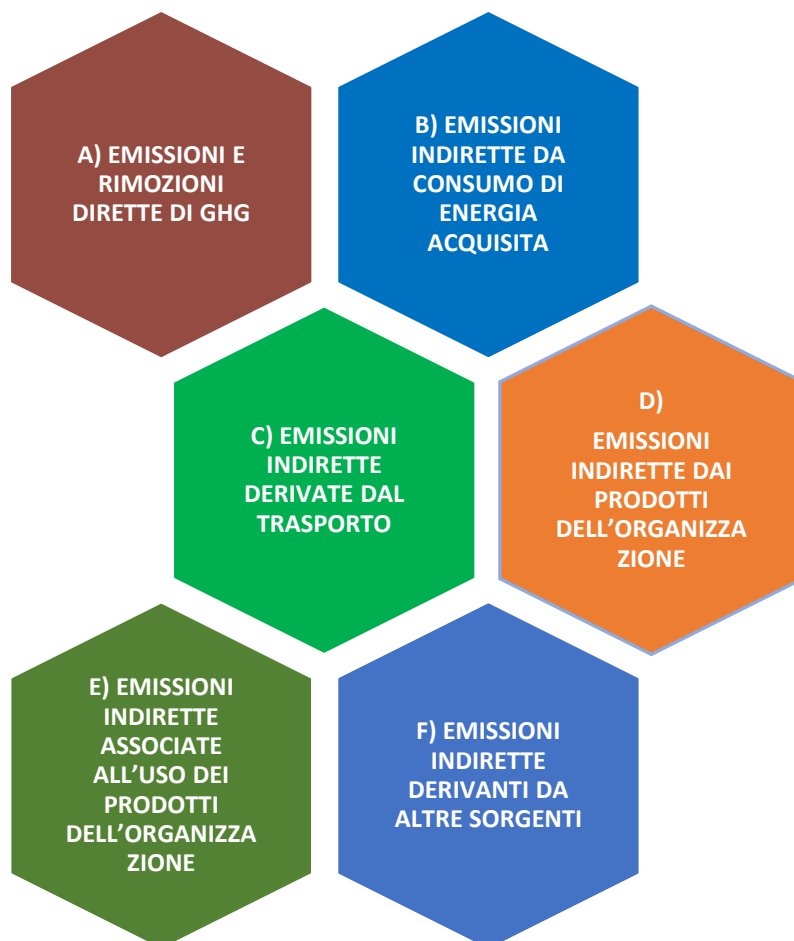 A) EMISSIONI E
RIMOZIONI
DIRETTE DI GHG
B) EMISSIONI
INDIRETTE DA
CONSUMO DI
ENERGIA
ACQUISITA
C) EMISSIONI
INDIRETTE
DERIVATE DAL
TRASPORTO
D)
EMISSIONI
INDIRETTE DAI
PRODOTTI
DELL’ORGANIZZA
ZIONE
E) EMISSIONI
INDIRETTE
ASSOCIATE
ALL’USO DEI
PRODOTTI
DELL’ORGANIZZA
ZIONE
F) EMISSIONI
INDIRETTE
DERIVANTI DA
ALTRE SORGENTI